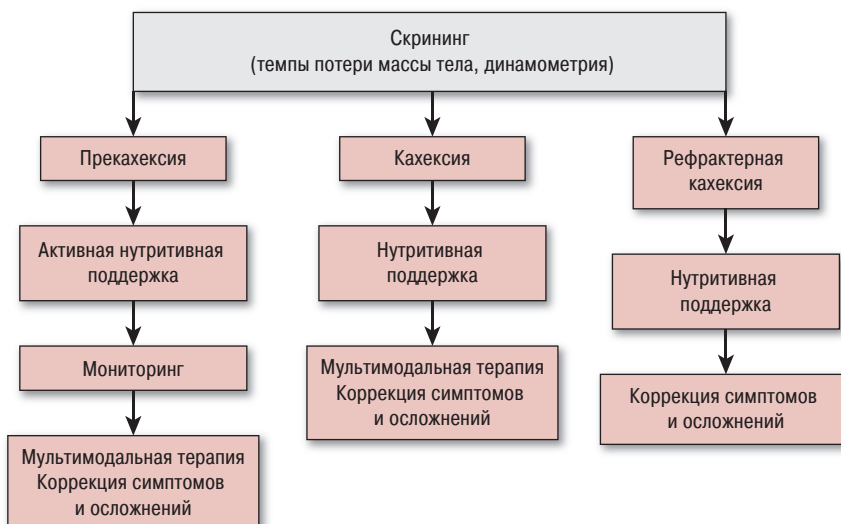 Скрининг
(темпы потери массы тела, динамометрия)
Прекахексия
Активная нутритивная
поддержка
Мониторинг
Мультимодальная терапия
Коррекция симптомов
и осложнений
Кахексия
Нутритивная
поддержка
Мультимодальная терапия
Коррекция симптомов
и осложнений
Рефрактерная
кахексия
Нутритивная
поддержка
Коррекция симптомов
и осложнений